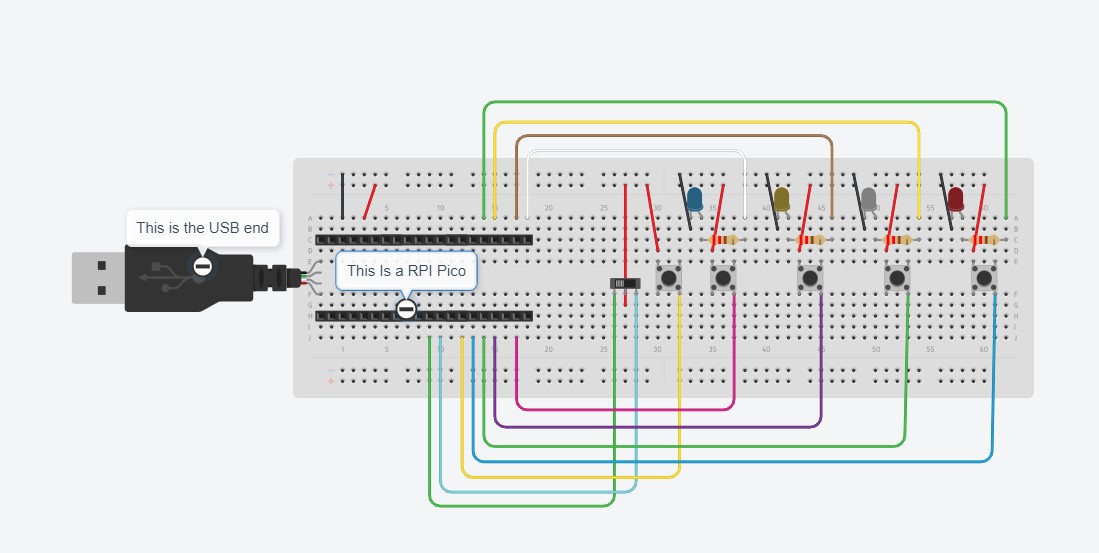 This is the USB end
This Is a RPI Pico
- 
+
1 5 10 15 20 25 30 35 40 45 50 55 60
A A
B B
C C
D D
E E
F F
G G
H H
I I
J J
1 5 10 15 20 25 30 35 40 45 50 55 60
-
+